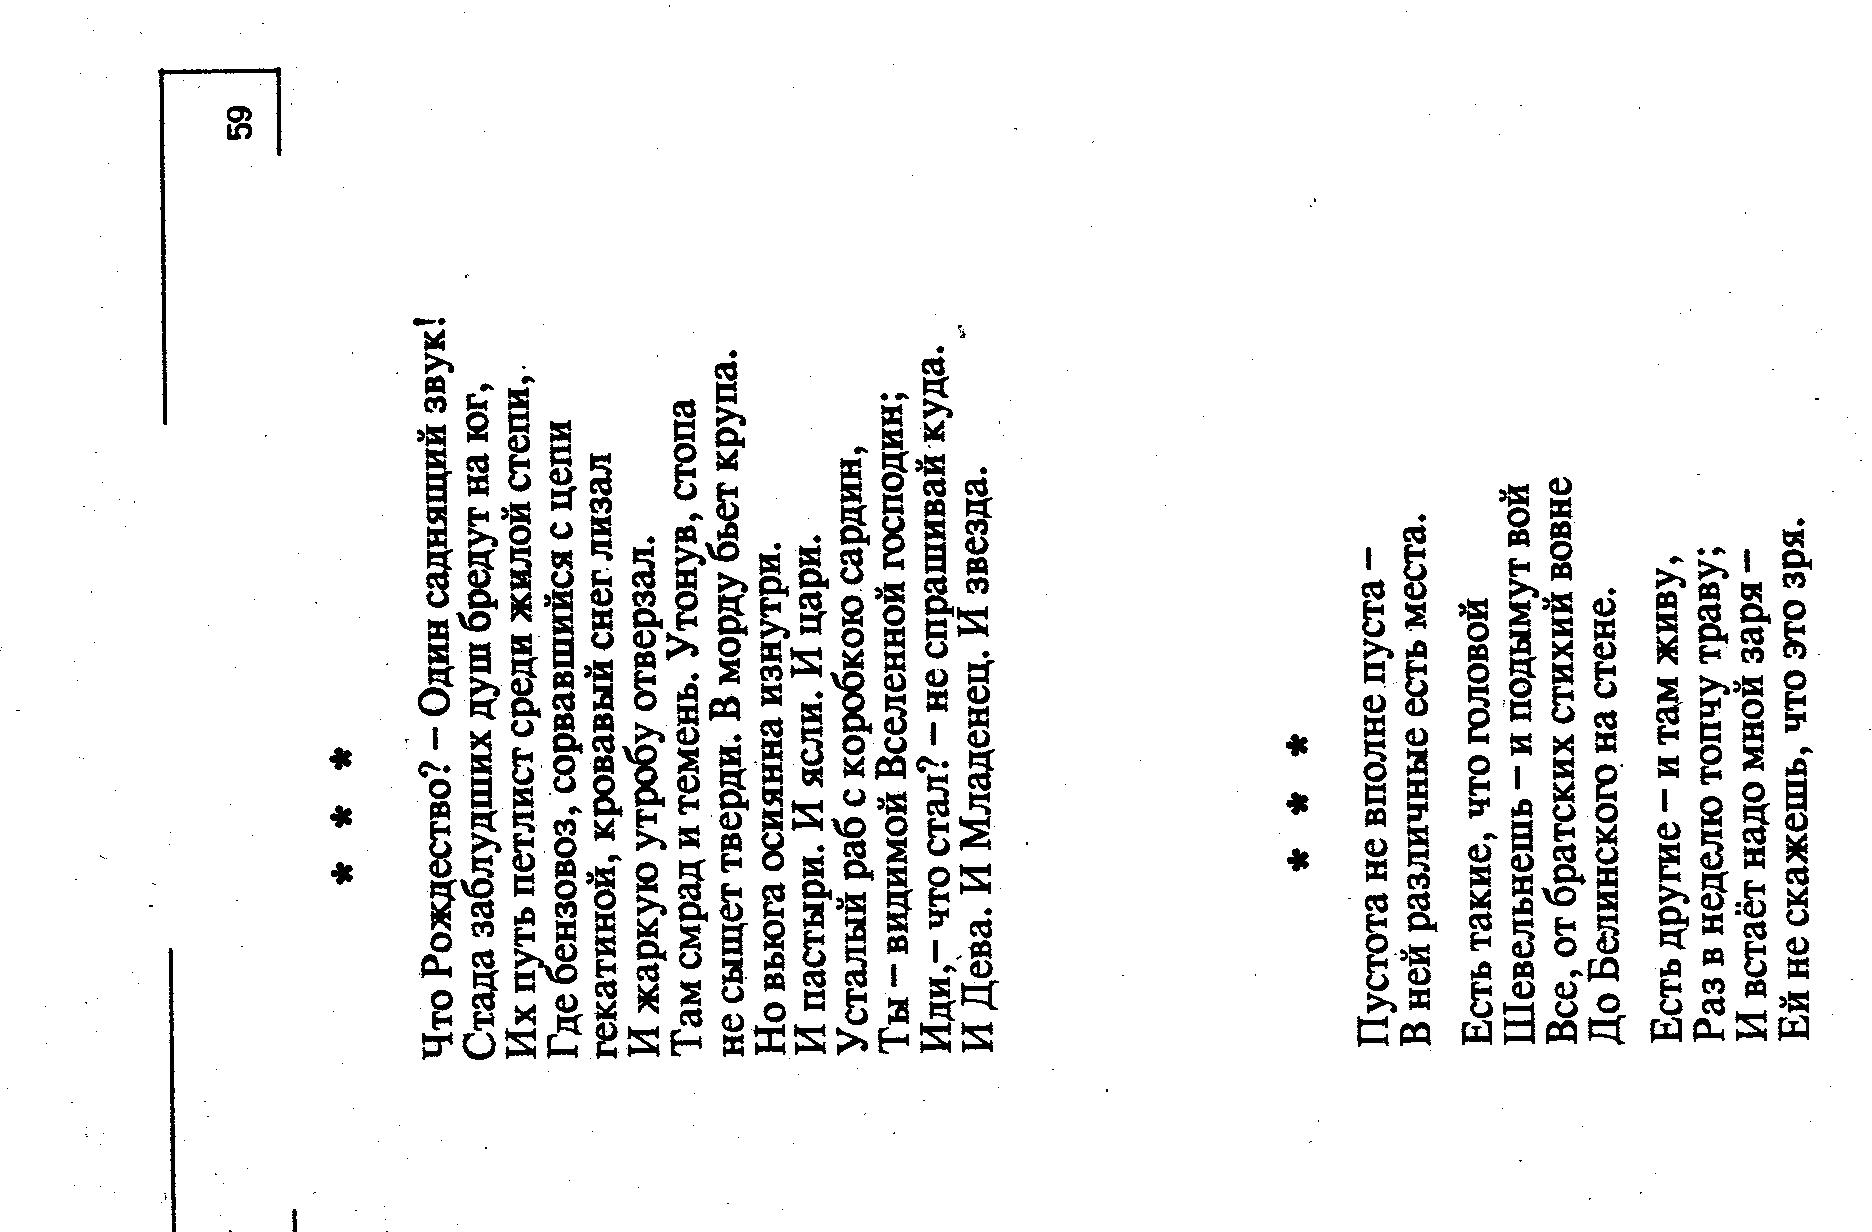 59
* * *
Что Рождество? – Один саднящий звук!
Стада заблудших душ бредут на юг,
Их путь петлист среди жилой степи,
Где бензовоз, сорвавшийся с цепи
гекатиной, кровавый снег лизал
И жаркую утробу отверзал.
Там смрад и темень. Утонув, стопа
не сыщет тверди. В морду бьет крупа.
Но вьюга осиянна изнутри.
И пастыри. И ясли. И цари.
Усталый раб с коробкою сардин,
Ты – видимой Вселенной господин;
Иди, – что стал? – не спрашивай куда.
И Дева. И Младенец. И звезда.
* * *
Пустота не вполне пуста –
В ней различные есть места.
Есть такие, что головой
Шевельнешь – и подымут вой
Все, от братских стихий вовне
До Белинского на стене.
Есть другие – и там живу,
Раз в неделю топчу траву;
И встаёт надо мной заря –
Ей не скажешь, что это зря.